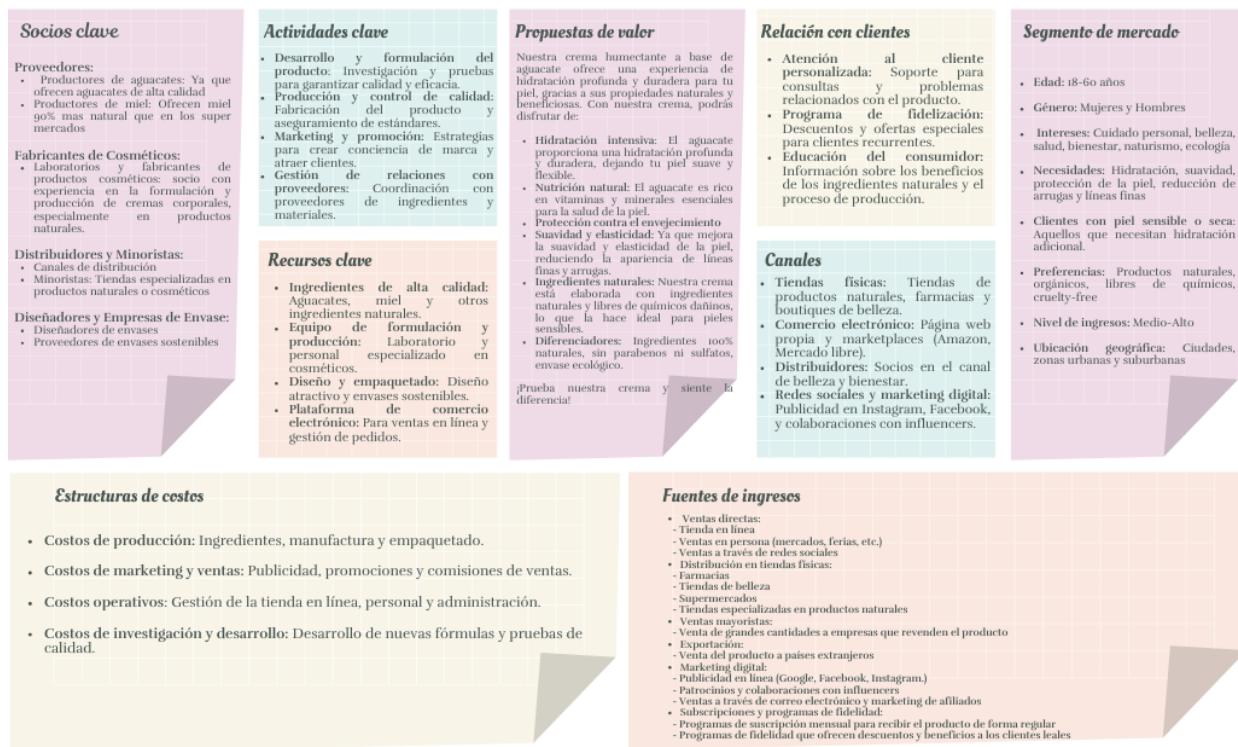 Socios clave
Proveedores:
• Productores de aguacates: Ya que
ofrecen aguacates de alta calidad
• Productores de miel: Ofrecen miel
90% mas natural que en los super
mercados
Fabricantes de Cosméticos:
• Laboratorios y fabricantes de
productos cosméticos: socio con
experiencia en la formulación y
producción de cremas corporales,
especialmente en productos
naturales.
Distribuidores y Minoristas:
• Canales de distribución
• Minoristas: Tiendas especializadas en
productos naturales o cosméticos
Diseñadores y Empresas de Envase:
• Diseñadores de envases
• Proveedores de envases sostenibles
Actividades clave
• Desarrollo y formulación del
producto: Investigación y pruebas
para garantizar calidad y eficacia.
• Producción y control de calidad:
Fabricación del producto y
aseguramiento de estándares.
• Marketing y promoción: Estrategias
para crear conciencia de marca y
atraer clientes.
• Gestión de relaciones con
proveedores: Coordinación con
proveedores de ingredientes y
materiales.
Recursos clave
• Ingredientes de alta calidad:
Aguacates, miel y otros
ingredientes naturales.
• Equipo de formulación y
producción: Laboratorio y
personal especializado en
cosméticos.
• Diseño y empaquetado: Diseño
atractivo y envases sostenibles.
• Plataforma de comercio
electrónico: Para ventas en línea y
gestión de pedidos.
Propuestas de valor
Nuestra crema humectante a base de
aguacate ofrece una experiencia de
hidratación profunda y duradera para tu
piel, gracias a sus propiedades naturales y
beneficiosas. Con nuestra crema, podrás
disfrutar de:
• Hidratación intensiva: El aguacate
proporciona una hidratación profunda
y duradera, dejando tu piel suave y
flexible.
• Nutrición natural: El aguacate es rico
en vitaminas y minerales esenciales
para la salud de la piel.
• Protección contra el envejecimiento
• Suavidad y elasticidad: Ya que mejora
la suavidad y elasticidad de la piel,
reduciendo la apariencia de líneas
finas y arrugas.
• Ingredientes naturales: Nuestra crema
está elaborada con ingredientes
naturales y libres de químicos dañinos,
lo que la hace ideal para pieles
sensibles.
• Diferenciadores: Ingredientes 100%
naturales, sin parabenos ni sulfatos,
envase ecológico.
¡Prueba nuestra crema y siente la
diferencia!
Relación con clientes
• Atención al cliente
personalizada: Soporte para
consultas y problemas
relacionados con el producto.
• Programa de fidelización:
Descuentos y ofertas especiales
para clientes recurrentes.
• Educación del consumidor:
Información sobre los beneficios
de los ingredientes naturales y el
proceso de producción.
Canales
• Tiendas físicas: Tiendas de
productos naturales, farmacias y
boutiques de belleza.
• Comercio electrónico: Página web
propia y marketplaces (Amazon,
Mercado libre).
• Distribuidores: Socios en el canal
de belleza y bienestar.
• Redes sociales y marketing digital:
Publicidad en Instagram, Facebook,
y colaboraciones con influencers.
Segmento de mercado
• Edad: 18-60 años
• Género: Mujeres y Hombres
• Intereses: Cuidado personal, belleza,
salud, bienestar, naturismo, ecología
• Necesidades: Hidratación, suavidad,
protección de la piel, reducción de
arrugas y líneas finas
• Clientes con piel sensible o seca:
Aquellos que necesitan hidratación
adicional.
• Preferencias: Productos naturales,
orgánicos, libres de químicos,
cruelty-free
• Nivel de ingresos: Medio-Alto
• Ubicación geográfica: Ciudades,
zonas urbanas y suburbanas
Estructuras de costos
• Costos de producción: Ingredientes, manufactura y empaquetado.
• Costos de marketing y ventas: Publicidad, promociones y comisiones de ventas.
• Costos operativos: Gestión de la tienda en línea, personal y administración.
• Costos de investigación y desarrollo: Desarrollo de nuevas fórmulas y pruebas de
calidad.
Fuentes de ingresos
• Ventas directas:
- Tienda en línea
- Ventas en persona (mercados, ferias, etc.)
- Ventas a través de redes sociales
• Distribución en tiendas físicas:
- Farmacias
- Tiendas de belleza
- Supermercados
- Tiendas especializadas en productos naturales
• Ventas mayoristas:
- Venta de grandes cantidades a empresas que revenden el producto
• Exportación:
- Venta del producto a países extranjeros
• Marketing digital:
- Publicidad en línea (Google, Facebook, Instagram.)
- Patrocinios y colaboraciones con influencers
- Ventas a través de correo electrónico y marketing de afiliados
• Subscripciones y programas de fidelidad:
- Programas de suscripción mensual para recibir el producto de forma regular
- Programas de fidelidad que ofrecen descuentos y beneficios a los clientes leales